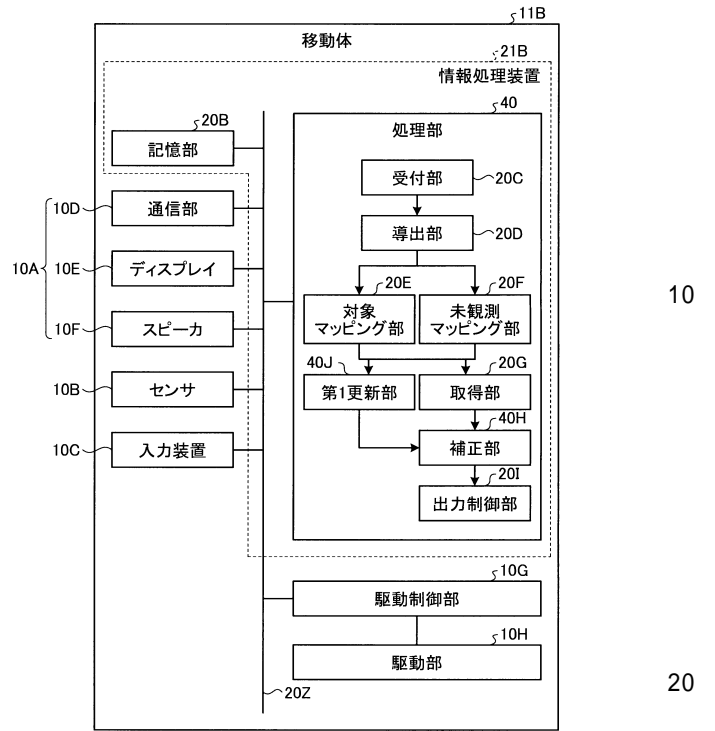 11B
移動体
21B
情報処理装置
20B
記憶部
40
処理部
受付部
20C
10D
通信部
導出部
20D
10A
10E
ディスプレイ
20E
20F
対象
マッピング部
未観測
マッピング部
10
10F
スピーカ
40J
20G
10B
センサ
第1更新部
取得部
40H
10C
入力装置
補正部
20I
出力制御部
10G
駆動制御部
10H
駆動部
20Z
20